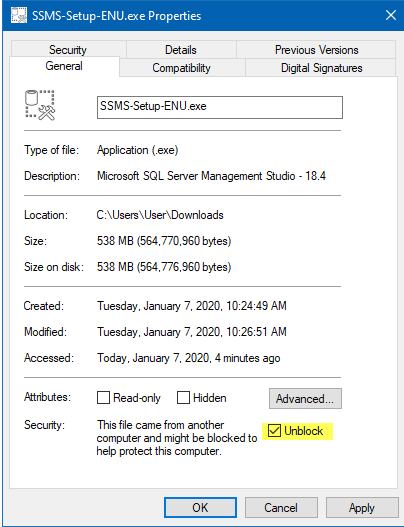 SSMS-Setup-ENU.exe Properties
Security Details Previous Versions
General Compatibility Digital Signatures
SSMS-Setup-ENU.exe
Type of file: Application (.exe)
Description: Microsoft SQL Server Management Studio - 18.4
Location: C:\Users\User\Downloads
Size: 538 MB (564,770,960 bytes)
Size on disk: 538 MB (564,776,960 bytes)
Created: Tuesday, January 7, 2020, 10:24:49 AM
Modified: Tuesday, January 7, 2020, 10:26:51 AM
Accessed: Today, January 7, 2020, 4 minutes ago
Attributes: Read-only Hidden Advanced...
Security: This file came from another
computer and might be blocked to
help protect this computer.
Unblock
OK Cancel Apply